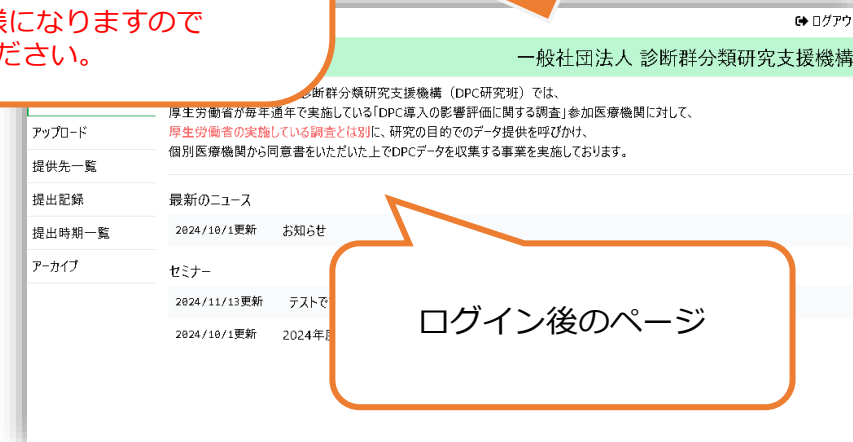 様になりますので
ださい。
ログアウ
一般社団法人 診断群分類研究支援機構
診断群分類研究支援機構（DPC研究班）では、
厚生労働省が毎年通年で実施している「DPC導入の影響評価に関する調査」参加医療機関に対して、
厚生労働省の実施している調査とは別に、研究の目的でのデータ提供を呼びかけ、
個別医療機関から同意書をいただいた上でDPCデータを収集する事業を実施しております。
アップロード
提供先一覧
提出記録
提出時期一覧
アーカイブ
最新のニュース
2024/10/1更新 お知らせ
セミナー
2024/11/13更新 テストで
2024/10/1更新 2024年度
ログイン後のページ